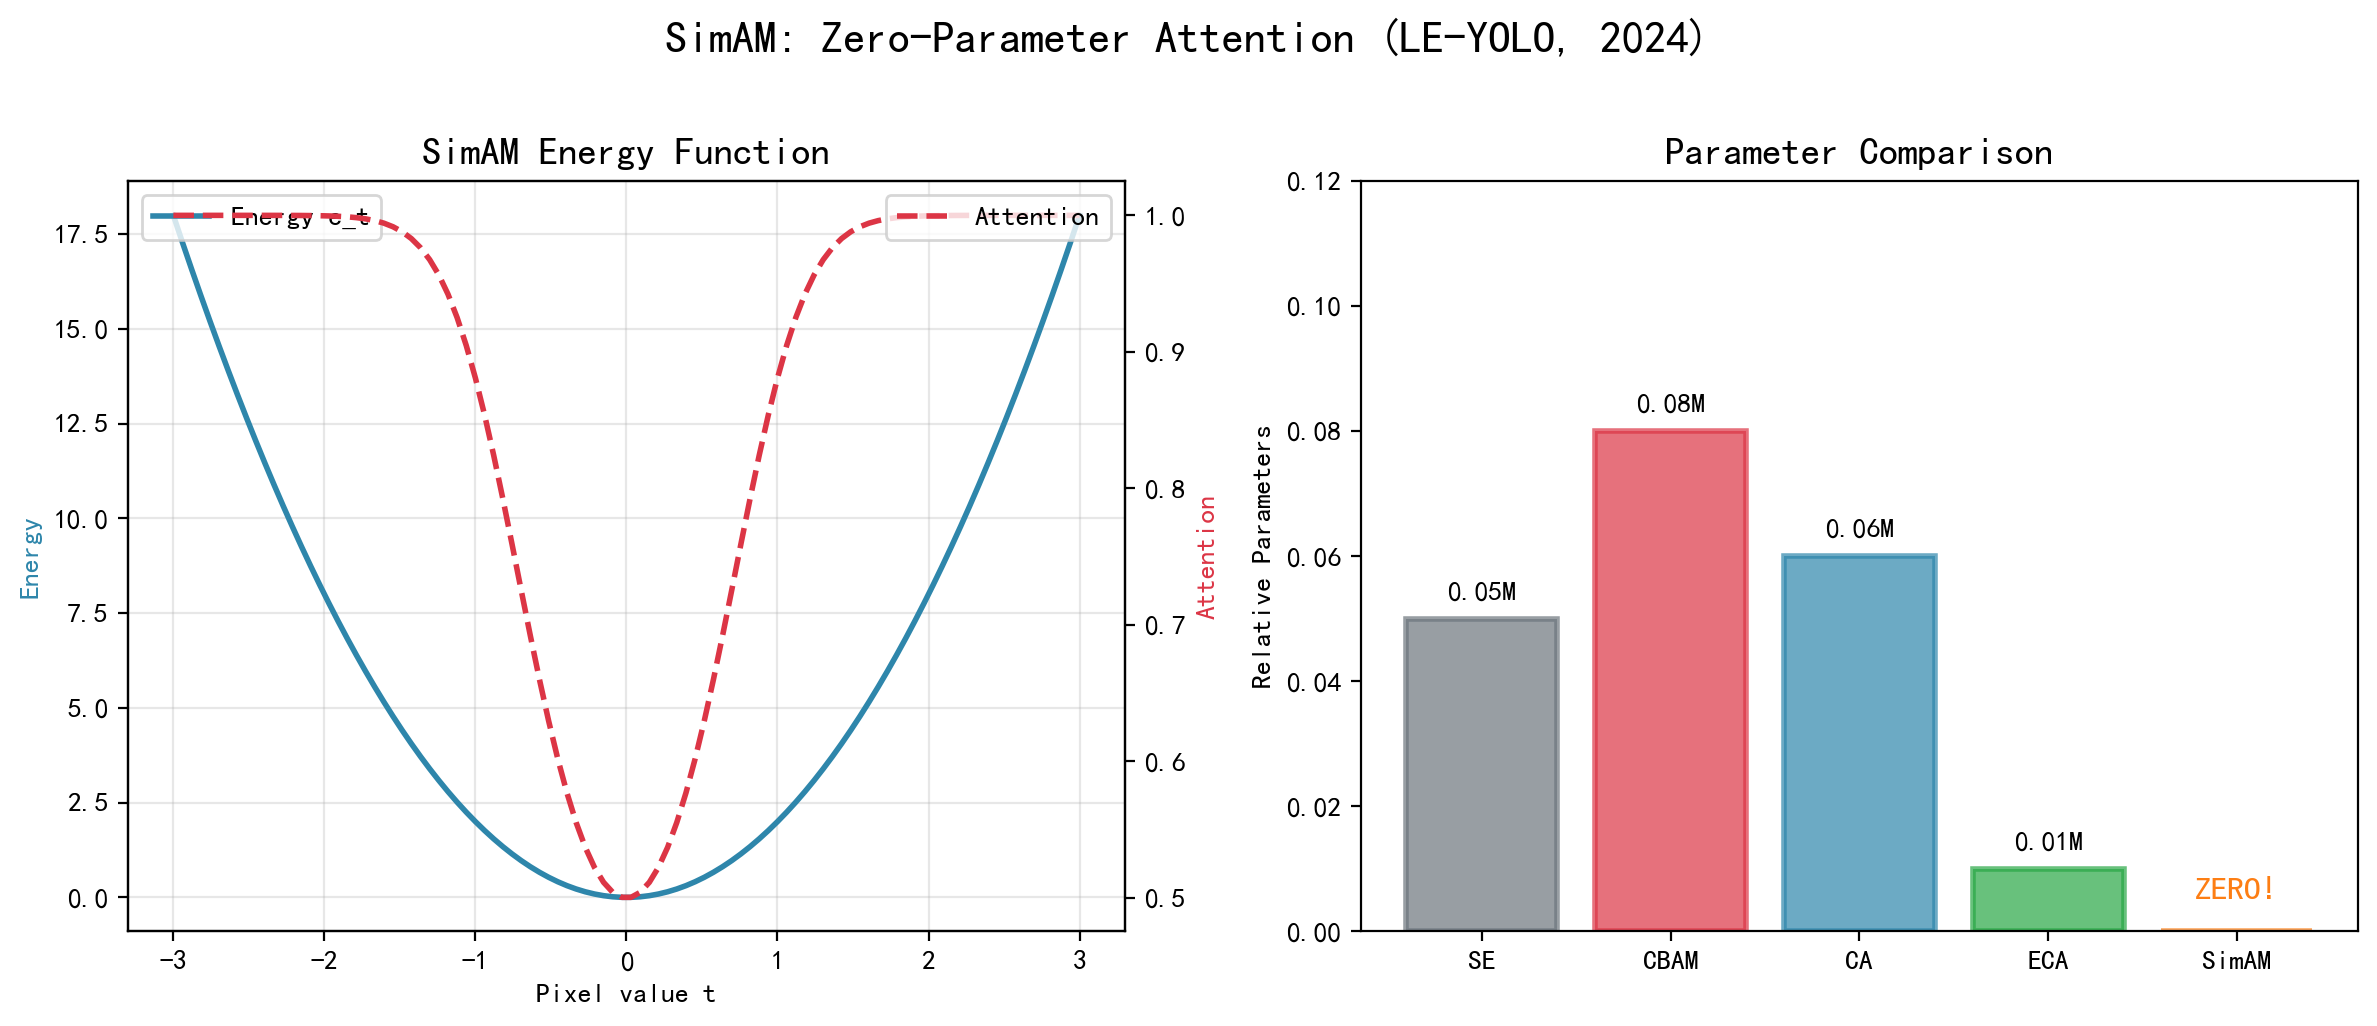 SimAM: Zero-Parameter Attention (LE-YOLO, 2024)
SimAM Energy Function
Energy e_t
Attention
17.5
15.0
12.5
10.0
7.5
5.0
2.5
0.0
Energy
1.0
0.9
0.8
0.7
0.6
0.5
Attention
-3
-2
-1
0
1
2
3
Pixel value t
Parameter Comparison
0.12
0.10
0.08
0.06
0.04
0.02
0.00
Relative Parameters
0.05M
0.08M
0.06M
0.01M
ZERO!
SE
CBAM
CA
ECA
SimAM